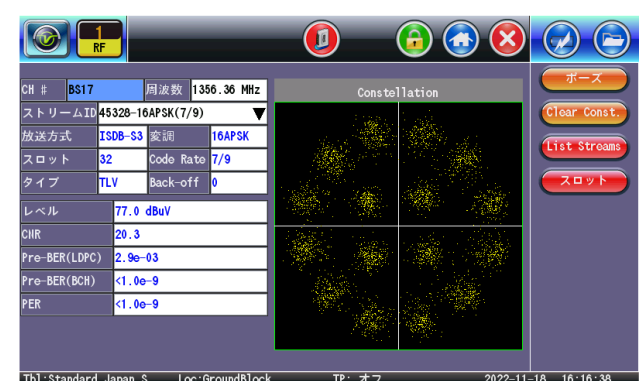 1
RF
CH # BS17 周波数 1356.36 MHz
ストリームID 45328-16APSK(7/9)
放送方式 ISDB-S3 変調 16APSK
スロット 32 Code Rate 7/9
タイプ TLV Back-off 0
レベル 77.0 dBuV
CNR 20.3
Pre-BER(LDPC) 2.9e-03
Pre-BER(BCH) <1.0e-9
PER <1.0e-9
Constellation
ポーズ
Clear Const.
List Streams
スロット
Tbl:Standard Japan S Loc:GroundBlock TP: オフ 2022-11-18 16:16:38